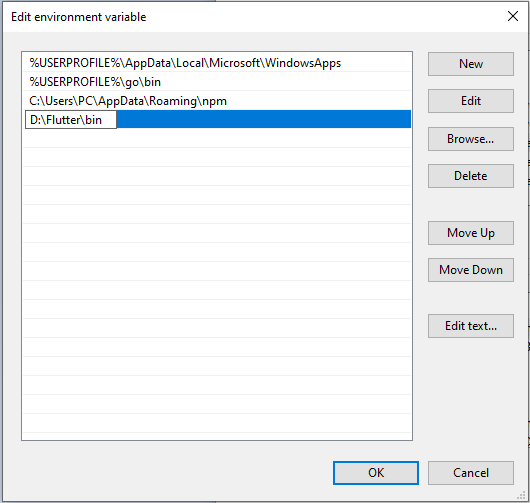 Edit environment variable
%USERPROFILE%\AppData\Local\Microsoft\WindowsApps
%USERPROFILE%\go\bin
C:\Users\PC\AppData\Roaming\npm
D:\Flutter\bin
New
Edit
Browse...
Delete
Move Up
Move Down
Edit text...
OK
Cancel